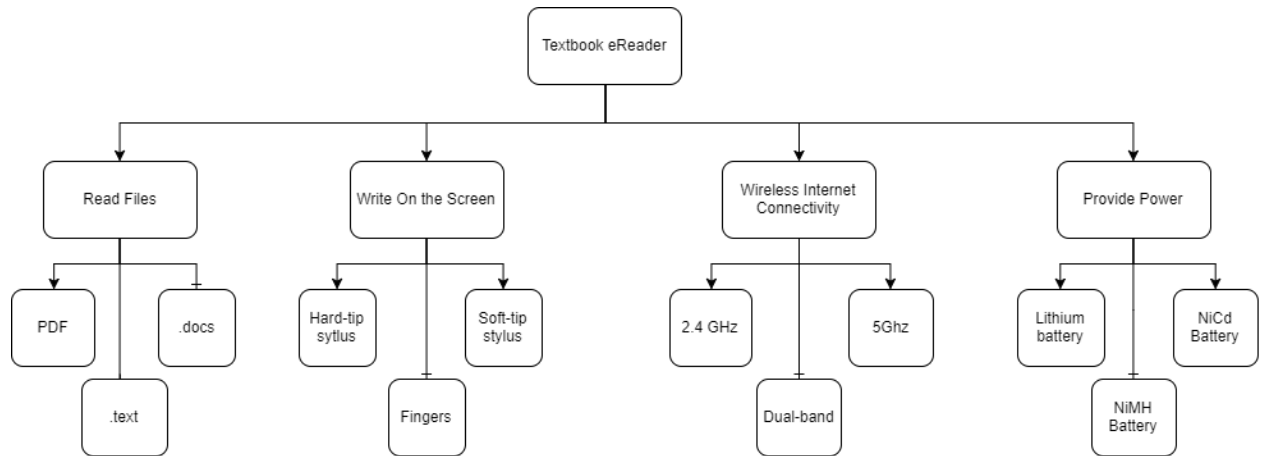 Textbook eReader
Read Files
Write On the Screen
Wireless Internet
Connectivity
Provide Power
PDF
.docs
.text
Hard-tip
sytlus
Soft-tip
stylus
Fingers
2.4 GHz
5Ghz
Dual-band
Lithium
battery
NiCd
Battery
NiMH
Battery